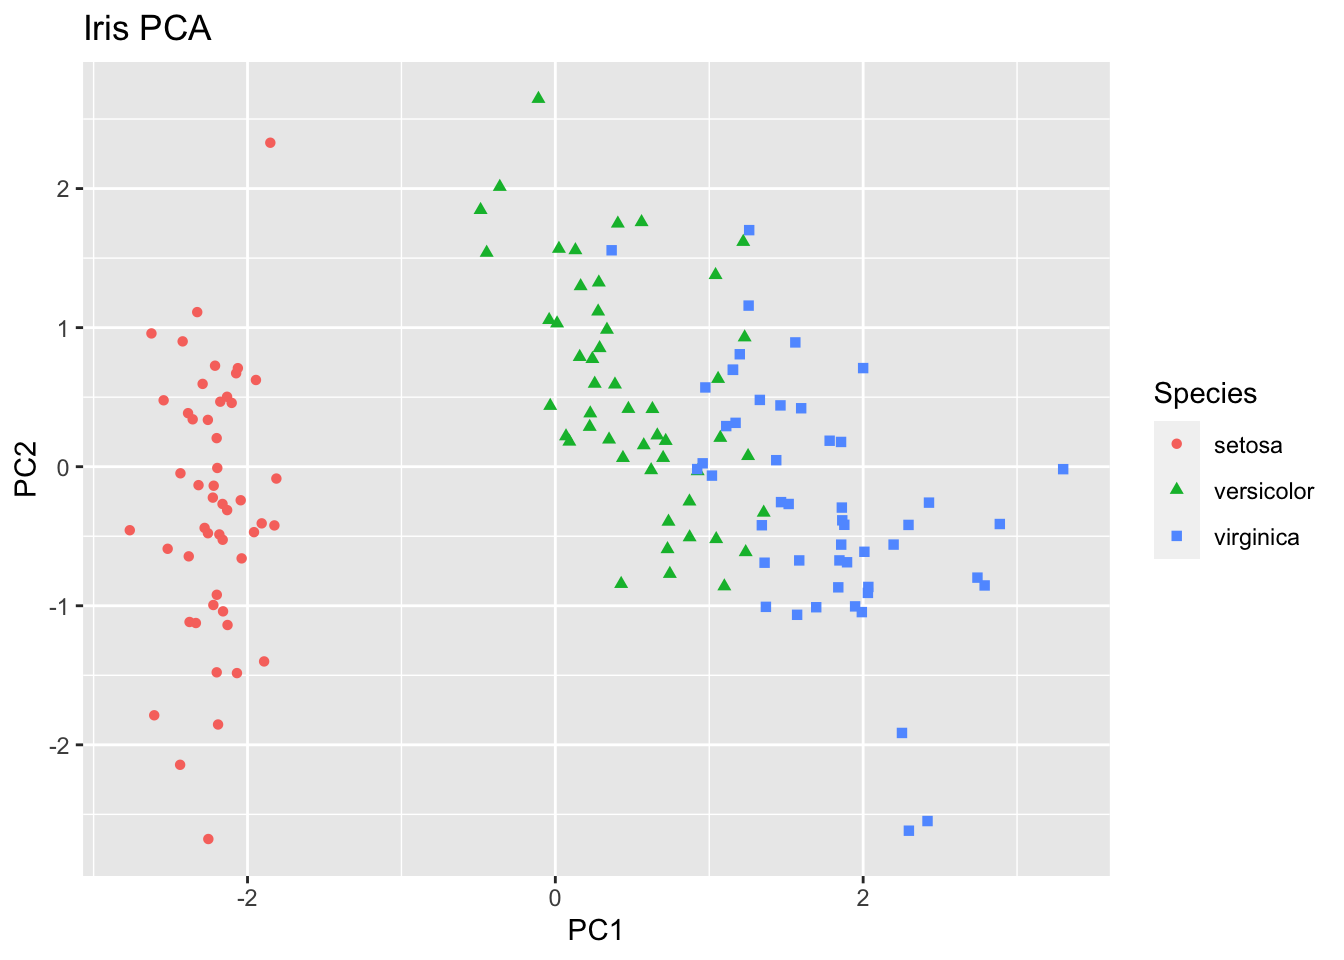 Iris PCA
2
1
0
-1
-2
PC2
-2 0 2
PC1
Species
setosa
versicolor
virginica